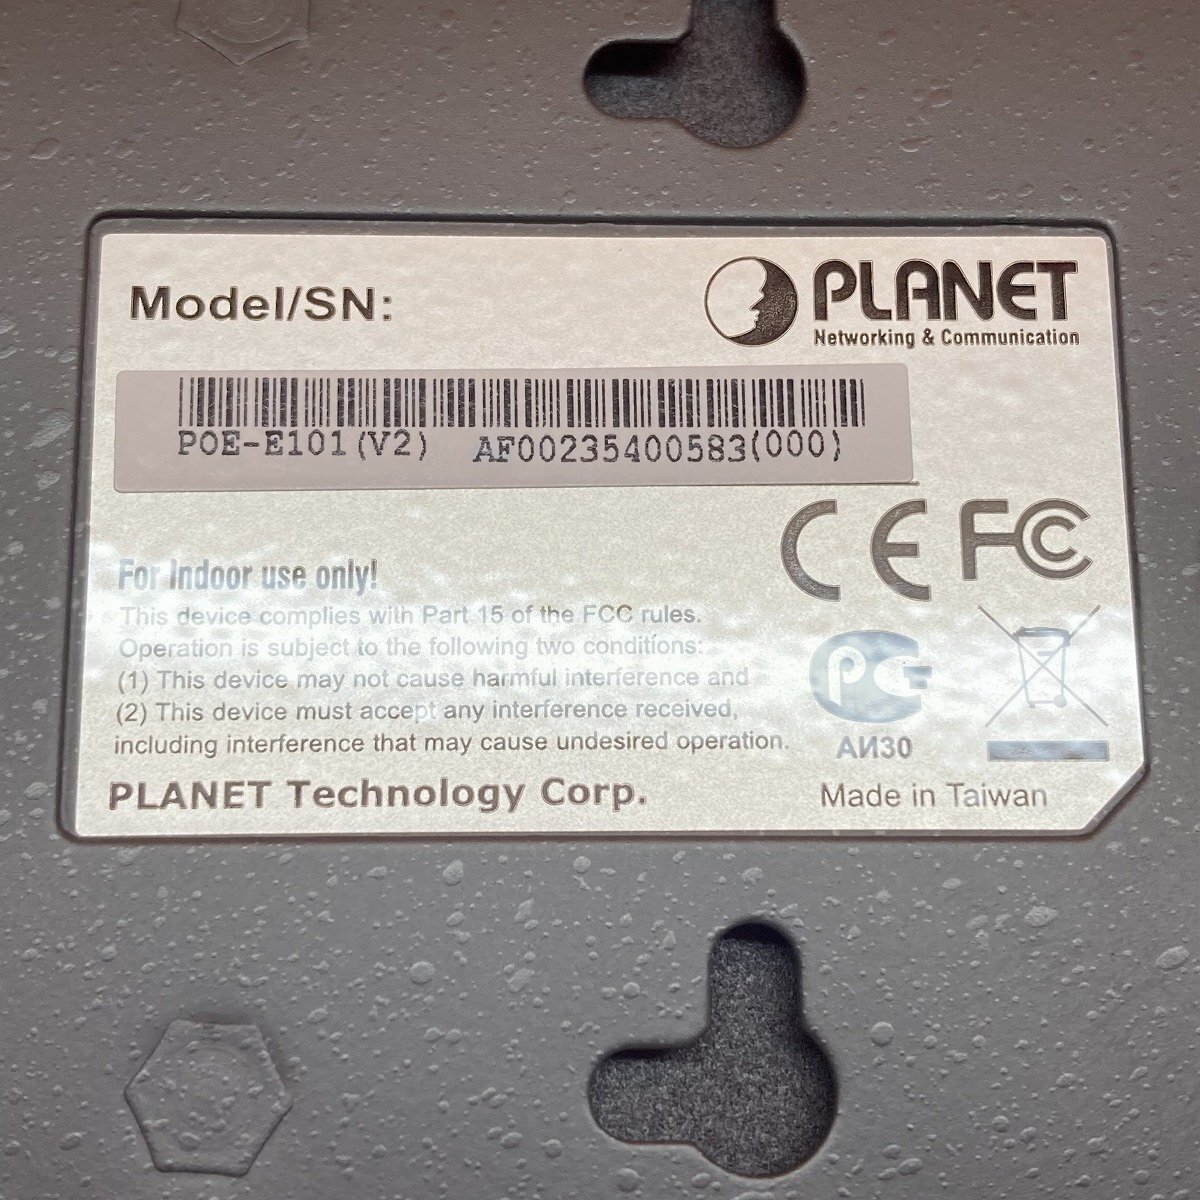 Model/SN:
PLANET
Networking & Communication
POE-E101(V2) AF00235400583(000)
CE FC
For Indoor use only!
This device complies with Part 15 of the FCC rules.
Operation is subject to the following two conditions:
(1) This device may not cause harmful interference and
(2) This device must accept any interference received,
including interference that may cause undesired operation.
АИ30
PLANET Technology Corp.
Made in Taiwan